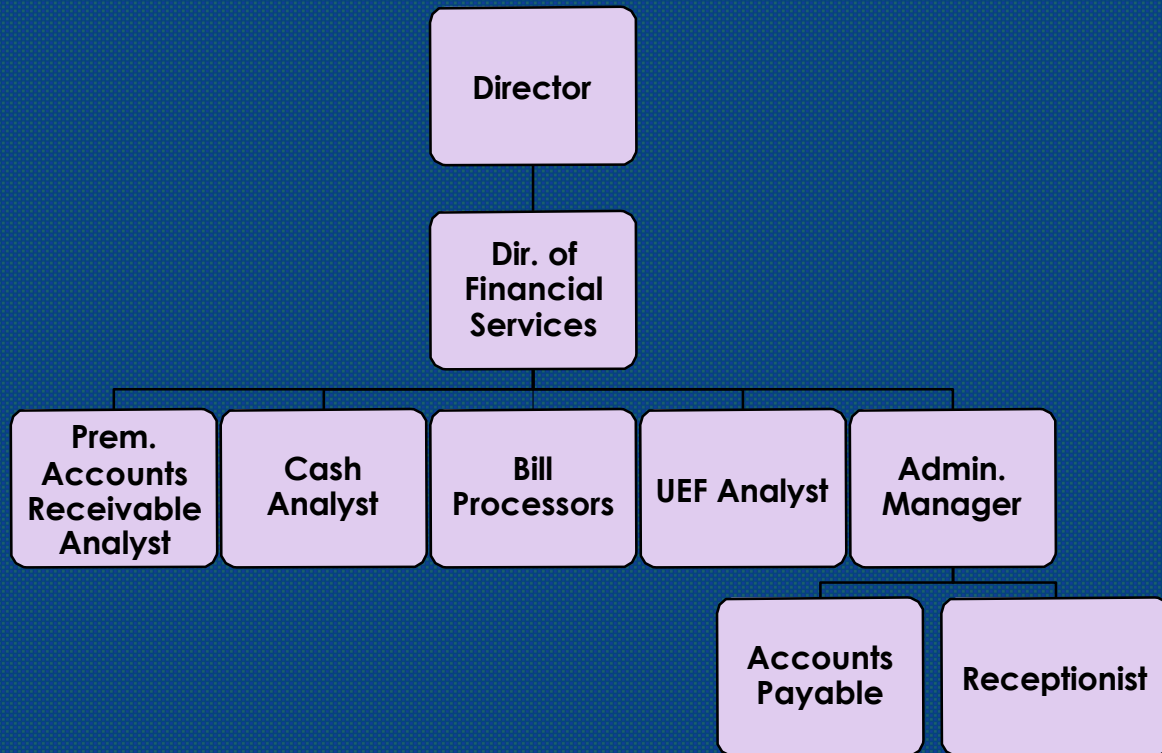 Director
Dir. of
Financial
Services
Prem.
Accounts
Receivable
Analyst
Cash
Analyst
Bill
Processors
UEF Analyst
Admin.
Manager
Accounts
Payable
Receptionist